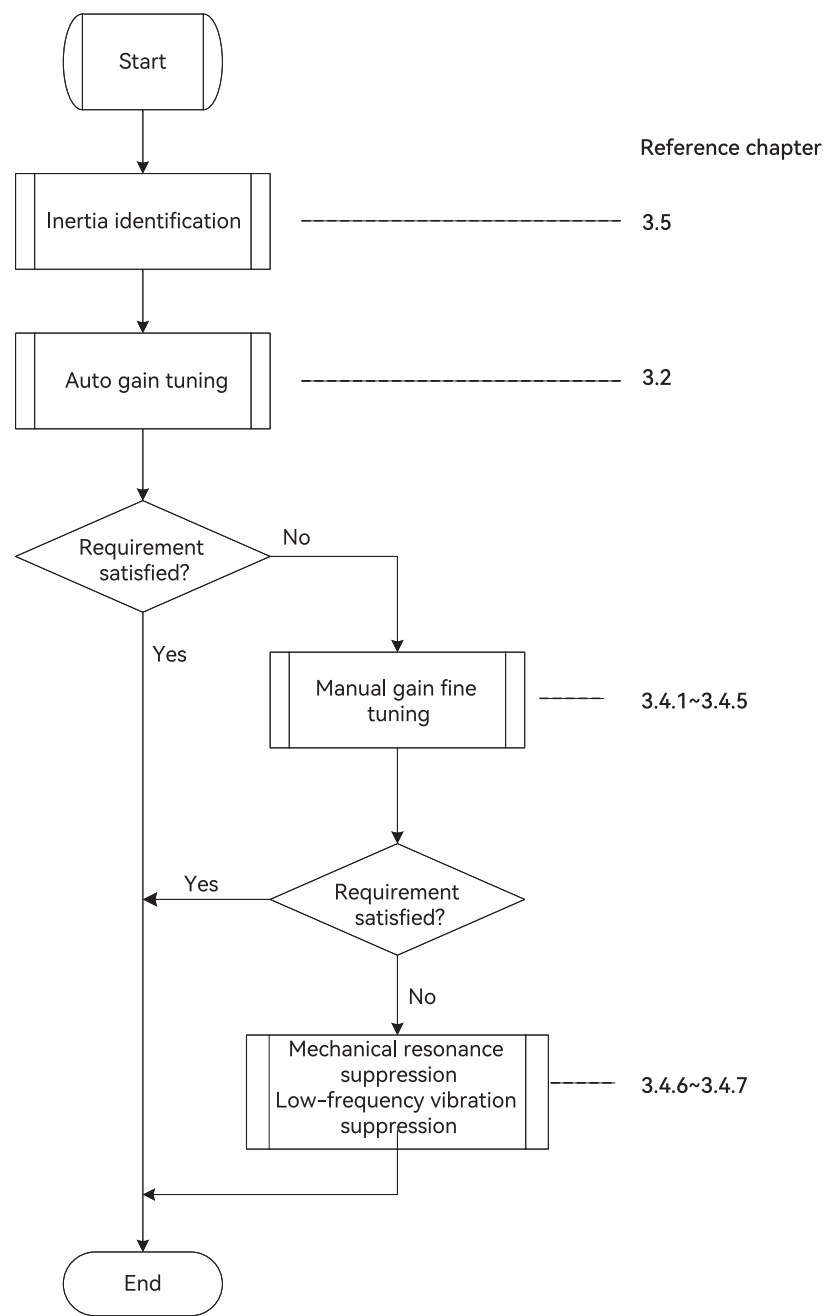 Start
Reference chapter
Inertia identification
3.5
Auto gain tuning
3.2
Requirement
satisfied?
No
Yes
Manual gain fine
tuning
3.4.1~3.4.5
Requirement
satisfied?
Yes
No
Mechanical resonance
suppression
Low-frequency vibration
suppression
3.4.6~3.4.7
End